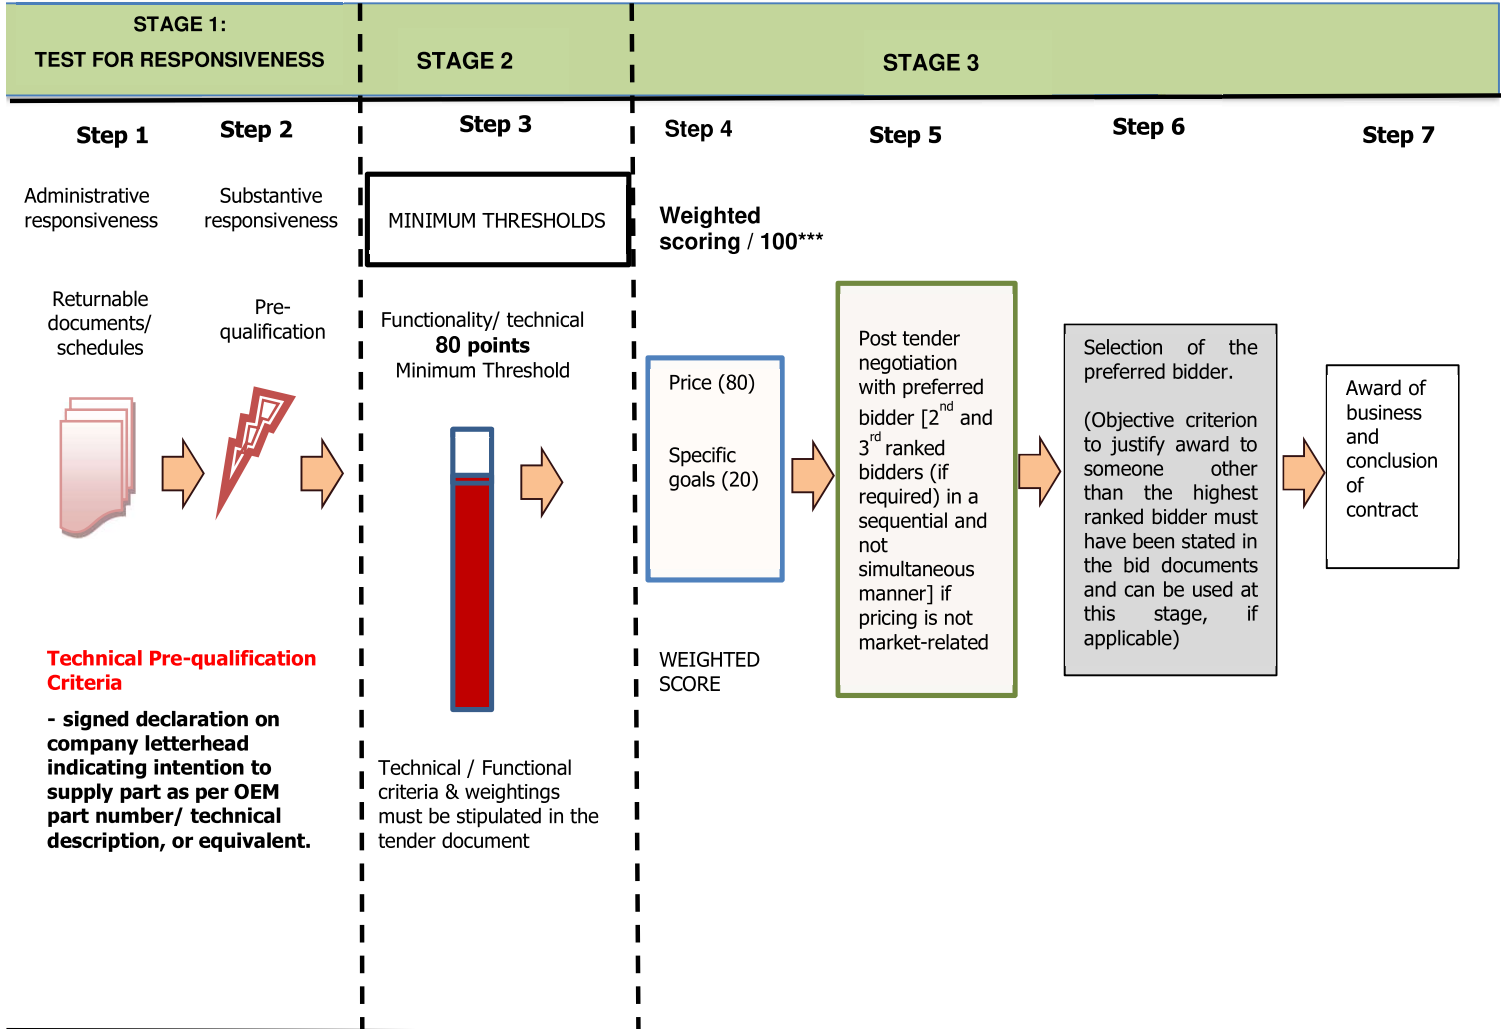 STAGE 1:
TEST FOR RESPONSIVENESS
STAGE 2
STAGE 3
Step 1
Step 2
Step 3
Step 4
Step 5
Step 6
Step 7
Administrative
responsiveness
Substantive
responsiveness
MINIMUM THRESHOLDS
Weighted
scoring / 100***
Returnable
documents/
schedules
Pre-
qualification
Functionality/ technical
80 points
Minimum Threshold
Price (80)
Specific
goals (20)
WEIGHTED
SCORE
Post tender
negotiation
with preferred
bidder [2nd and
3rd ranked
bidders (if
required) in a
sequential and
not
simultaneous
manner] if
pricing is not
market-related
Selection of the
preferred bidder.
(Objective criterion
to justify award to
someone other
than the highest
ranked bidder must
have been stated in
the bid documents
and can be used at
this stage, if
applicable)
Award of
business
and
conclusion
of
contract
Technical Pre-qualification
Criteria
- signed declaration on
company letterhead
indicating intention to
supply part as per OEM
part number/ technical
description, or equivalent.
Technical / Functional
criteria & weightings
must be stipulated in the
tender document